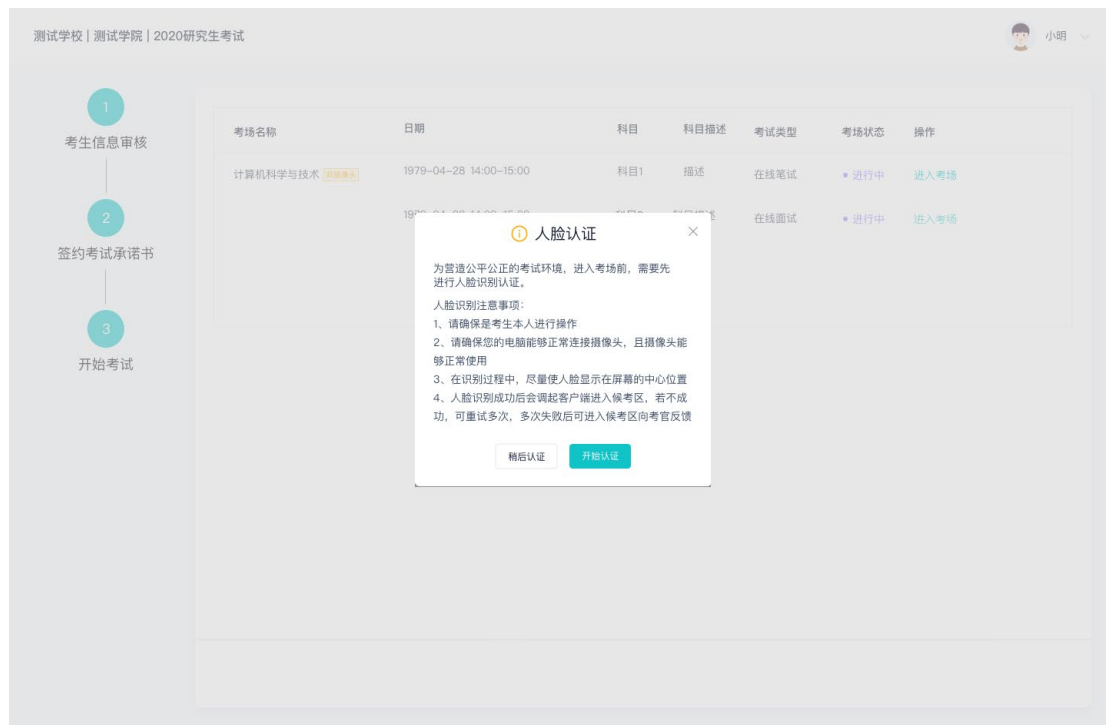 测试学校 | 测试学院 | 2020研究生考试
小明
1
考生信息审核
2
签约考试承诺书
3
开始考试
考场名称 日期 科目 科目描述 考试类型 考场状态 操作
计算机科学与技术 双摄像头 1979-04-28 14:00-15:00 科目1 描述 在线笔试 进行中 进入考场
在线面试 进行中 进入考场
人脸认证
为营造公平公正的考试环境，进入考场前，需要先
进行人脸识别认证。
人脸识别注意事项：
1、请确保是考生本人进行操作
2、请确保您的电脑能够正常连接摄像头，且摄像头能
够正常使用
3、在识别过程中，尽量使人脸显示在屏幕的中心位置
4、人脸识别成功后会调起客户端进入候考区，若不成
功，可重试多次，多次失败后可进入候考区向考官反馈
稍后认证 开始认证